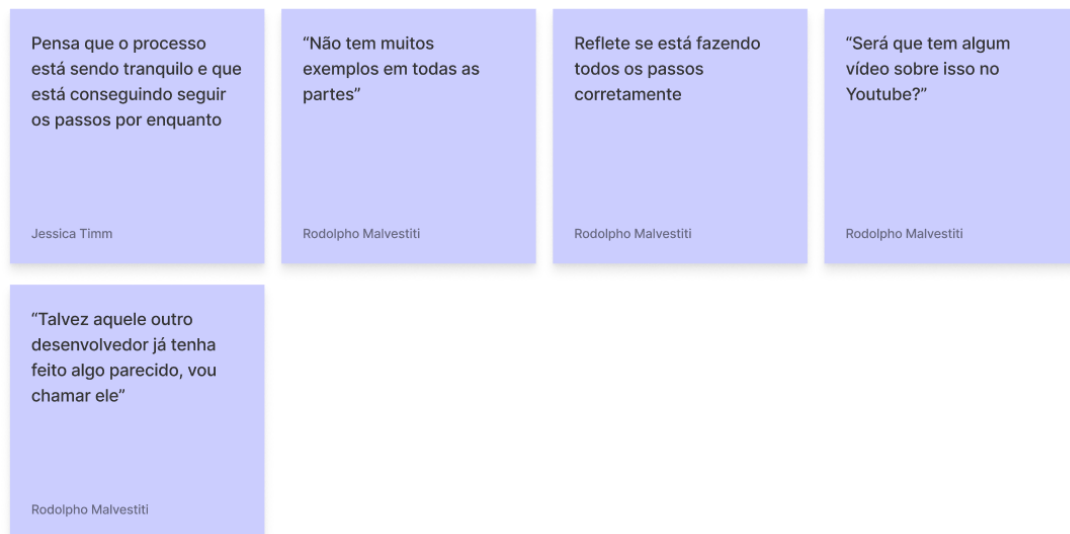 Pensa que o processo
está sendo tranquilo e que
está conseguindo seguir
os passos por enquanto
Jessica Timm
“Não tem muitos
exemplos em todas as
partes”
Rodolpho Malvestiti
Reflete se está fazendo
todos os passos
corretamente
Rodolpho Malvestiti
“Será que tem algum
vídeo sobre isso no
Youtube?”
Rodolpho Malvestiti
“Talvez aquele outro
desenvolvedor já tenha
feito algo parecido, vou
chamar ele”
Rodolpho Malvestiti